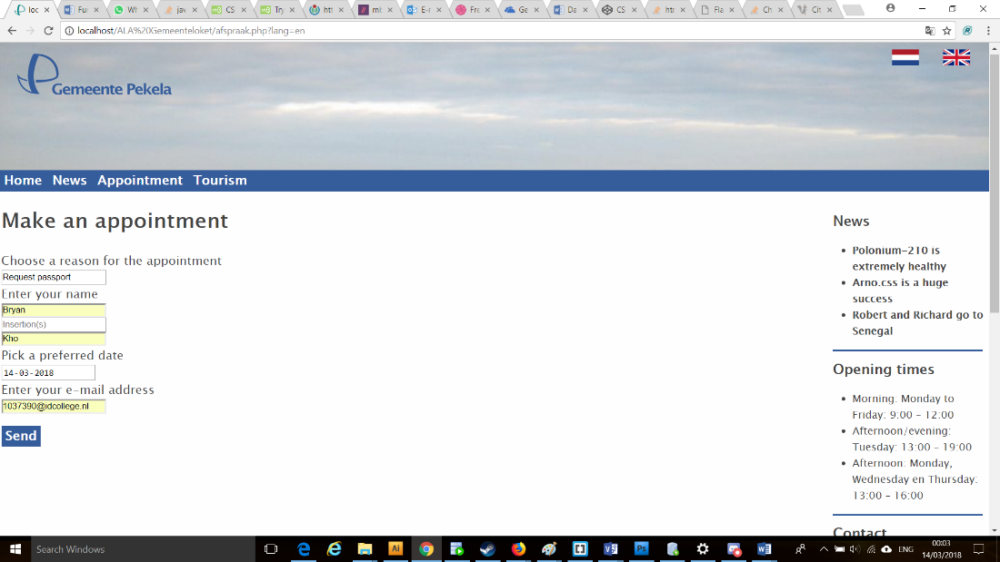 loc
Fu
Wh
jav
CS
Try
htt
mi
E-r
Fre
Ge
Da
CS
htr
Fla
Ch
Cit
localhost/ALA%20Gemeenteloket/afspraak.php?lang=en
Gemeente Pekela
Home News Appointment Tourism
Make an appointment
Choose a reason for the appointment
Request passport
Enter your name
Bryan
Insertion(s)
Kho
Pick a preferred date
14-03-2018
Enter your e-mail address
1037390@idcollege.nl
Send
News
Polonium-210 is
extremely healthy
Arno.css is a huge
success
Robert and Richard go to
Senegal
Opening times
Morning: Monday to
Friday: 9:00 - 12:00
Afternoon/evening:
Tuesday: 13:00 - 19:00
Afternoon: Monday,
Wednesday en Thursday:
13:00 - 16:00
Contact
Search Windows
ENG
00:03
14/03/2018